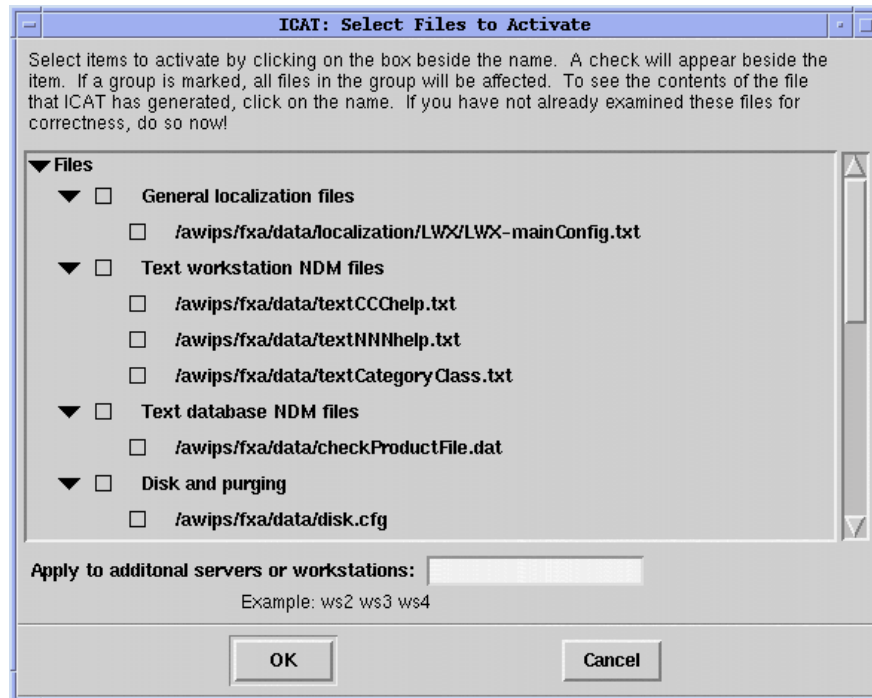 ICAT: Select Files to Activate
Select items to activate by clicking on the box beside the name. A check will appear beside the
item. If a group is marked, all files in the group will be affected. To see the contents of the file
that ICAT has generated, click on the name. If you have not already examined these files for
correctness, do so now!
Files
General localization files
/awips/fxa/data/localization/LWX/LWX-mainConfig.txt
Text workstation NDM files
/awips/fxa/data/textCCChelp.txt
/awips/fxa/data/textNNNhelp.txt
/awips/fxa/data/textCategoryClass.txt
Text database NDM files
/awips/fxa/data/checkProductFile.dat
Disk and purging
/awips/fxa/data/disk.cfg
Apply to additonal servers or workstations:
Example: ws2 ws3 ws4
OK Cancel